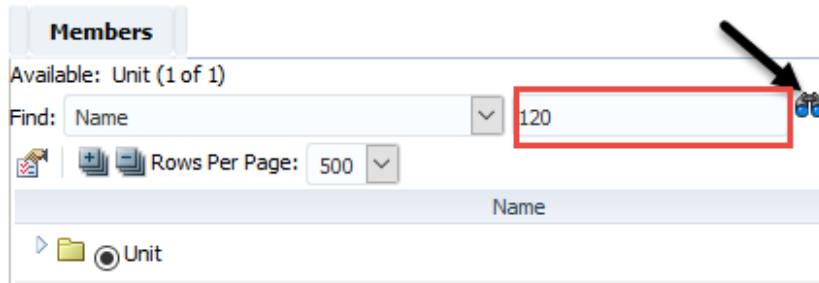 Members
Available: Unit (1 of 1)
Find: Name 120
Rows Per Page: 500
Name
Unit